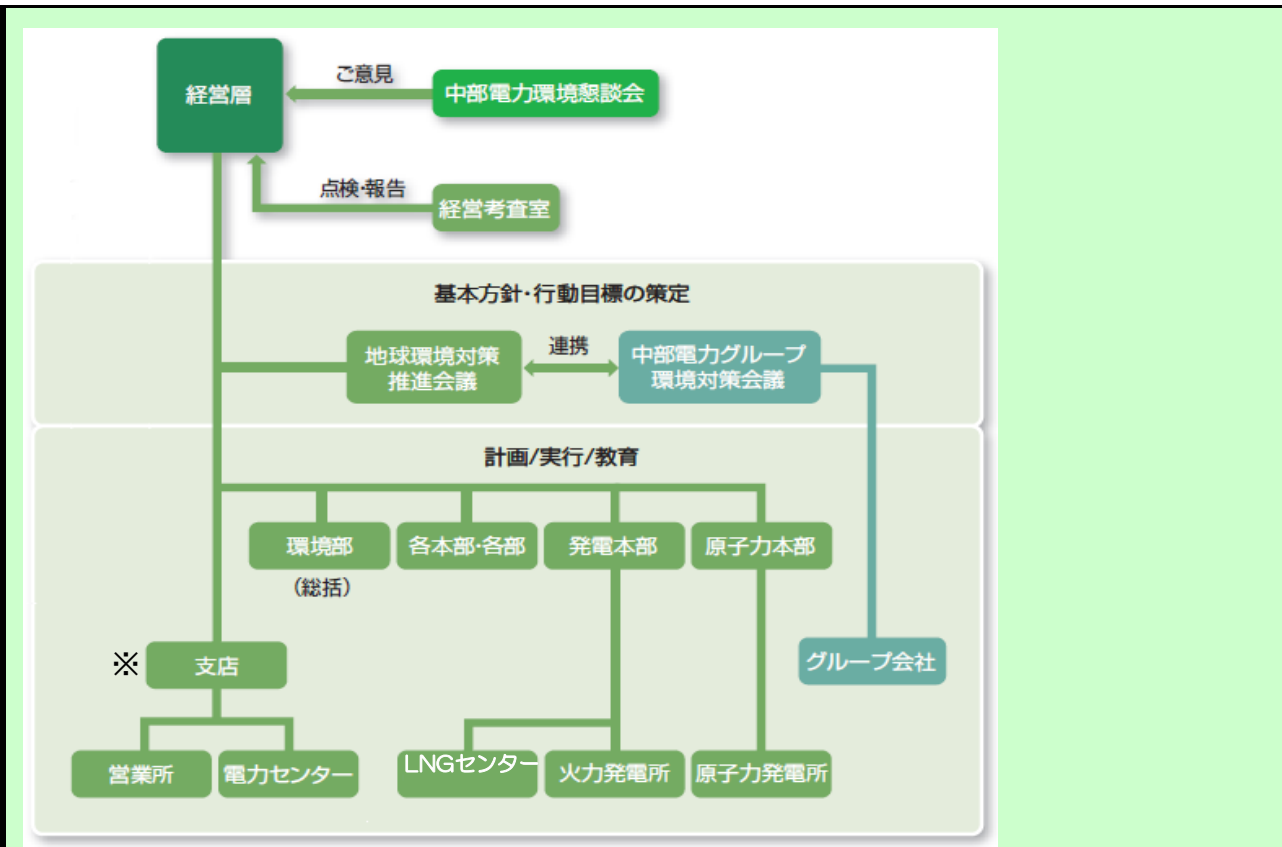 経営層
ご意見
中部電力環境懇談会
点検・報告
経営考査室
基本方針・行動目標の策定
地球環境対策
推進会議
連携
中部電力グループ
環境対策会議
計画/実行/教育
環境部
各本部・各部
発電本部
原子力本部
（総括）
※
支店
グループ会社
営業所
電力センター
LNGセンター
火力発電所
原子力発電所